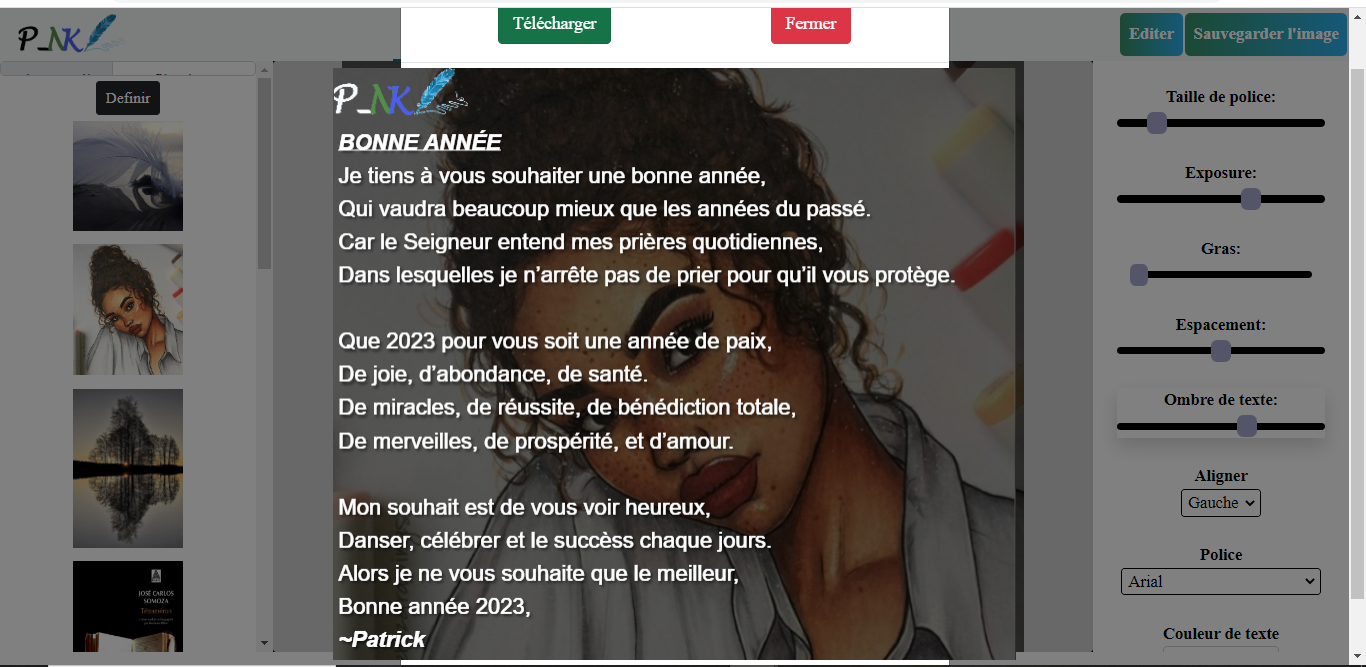 Télécharger
Fermer
P_NK
Editer
Sauvegarder l'image
Definir
JOSÉ CARLOS
SOMOZA
Tétraméron
P_NK
BONNE ANNÉE
Je tiens à vous souhaiter une bonne année,
Qui vaudra beaucoup mieux que les années du passé.
Car le Seigneur entend mes prières quotidiennes,
Dans lesquelles je n’arrête pas de prier pour qu’il vous protège.
Que 2023 pour vous soit une année de paix,
De joie, d’abondance, de santé.
De miracles, de réussite, de bénédiction totale,
De merveilles, de prospérité, et d’amour.
Mon souhait est de vous voir heureux,
Danser, célébrer et le succèss chaque jours.
Alors je ne vous souhaite que le meilleur,
Bonne année 2023,
~Patrick
Taille de police:
Exposure:
Gras:
Espacement:
Ombre de texte:
Aligner
Gauche
Police
Arial
Couleur de texte